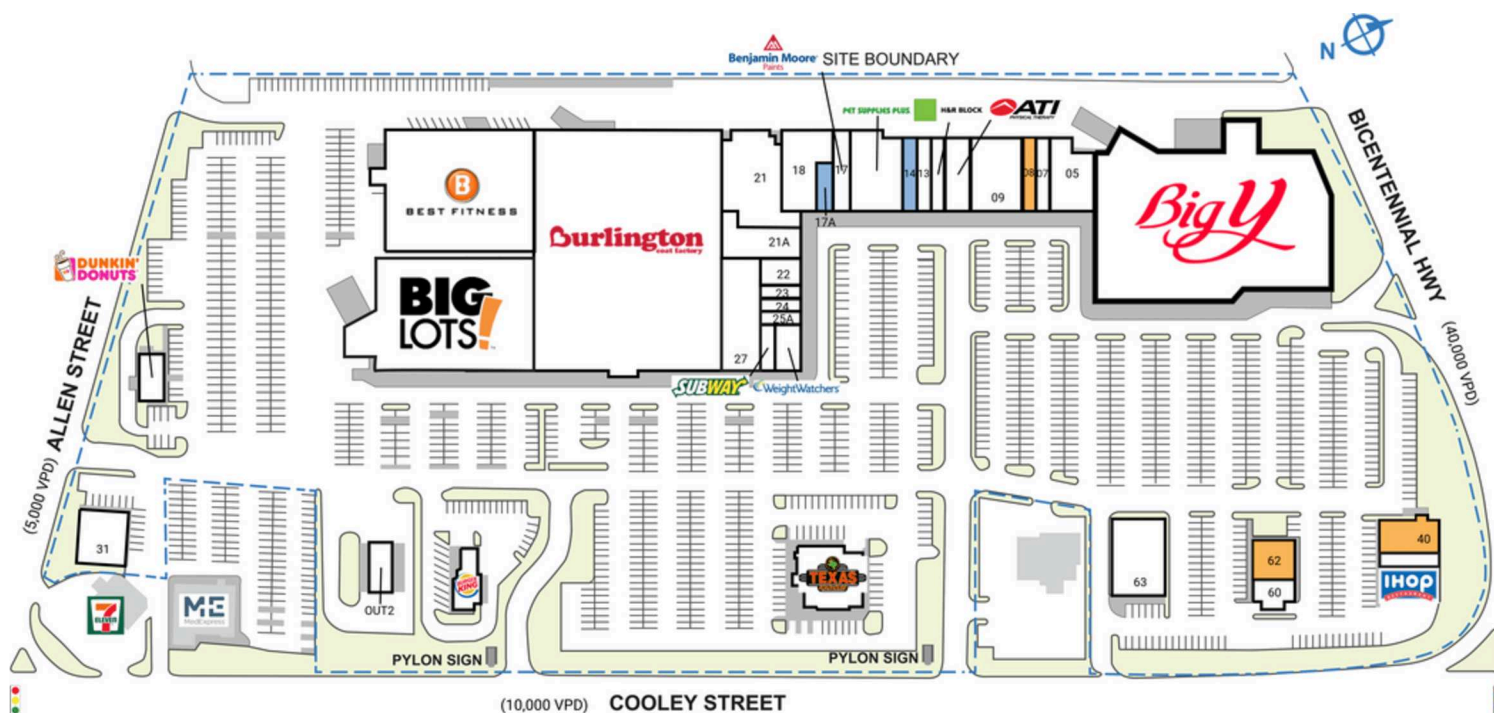 N
Benjamin Moore
Paints
SITE BOUNDARY
PET SUPPLIES PLUS
H&R BLOCK
ATI
PHYSICAL THERAPY
BICENTENNIAL HWY
(40,000 VPD)
B
BEST FITNESS
Burlington
coat factory
21
18
17
17A
14
13
09
08
07
05
Big Y
21A
22
23
24
25A
27
DUNKIN'
DONUTS
BIG
LOTS!
SUBWAY
WeightWatchers
ALLEN STREET
(5,000 VPD)
31
7
ELEVEN
ME
MedExpress
OUT2
BURGER
KING
TEXAS
63
62
60
40
IHOP
RESTAURANT
PYLON SIGN
PYLON SIGN
(10,000 VPD) COOLEY STREET